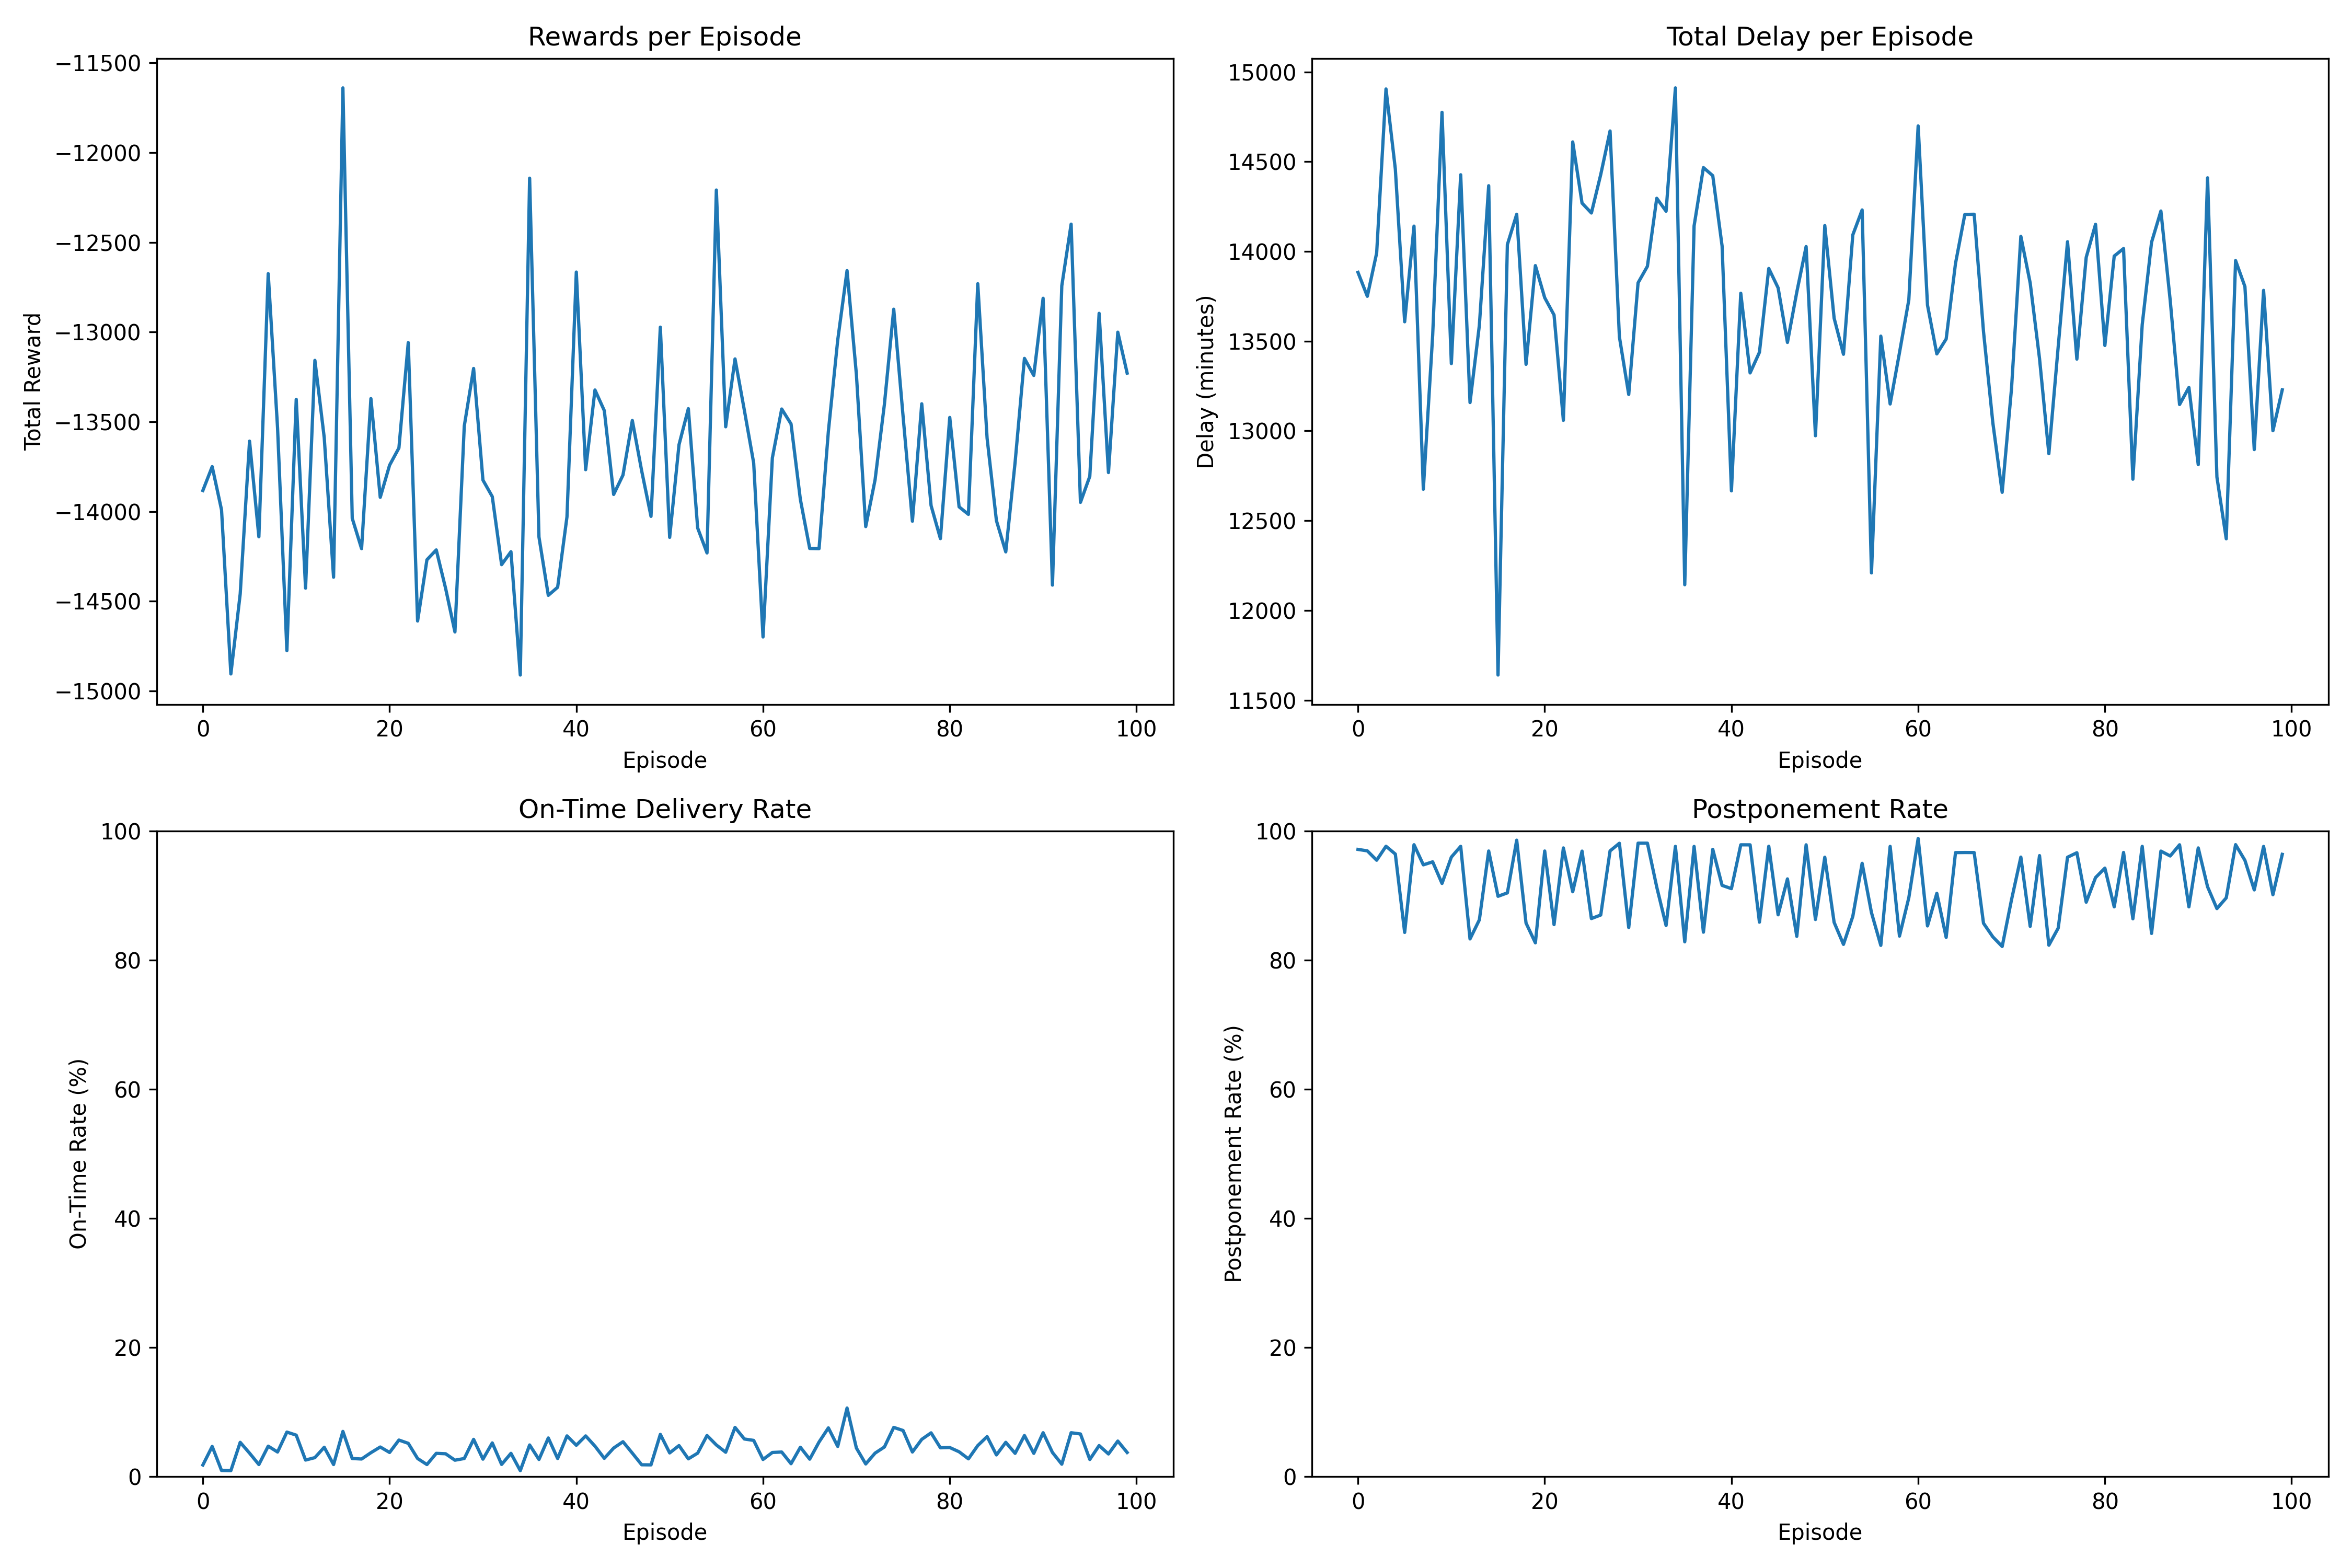 Rewards per Episode
Total Reward
−11500
−12000
−12500
−13000
−13500
−14000
−14500
−15000
0 20 40 60 80 100
Episode
Total Delay per Episode
Delay (minutes)
15000
14500
14000
13500
13000
12500
12000
11500
0 20 40 60 80 100
Episode
On-Time Delivery Rate
On-Time Rate (%)
100
80
60
40
20
0
0 20 40 60 80 100
Episode
Postponement Rate
Postponement Rate (%)
100
80
60
40
20
0
0 20 40 60 80 100
Episode